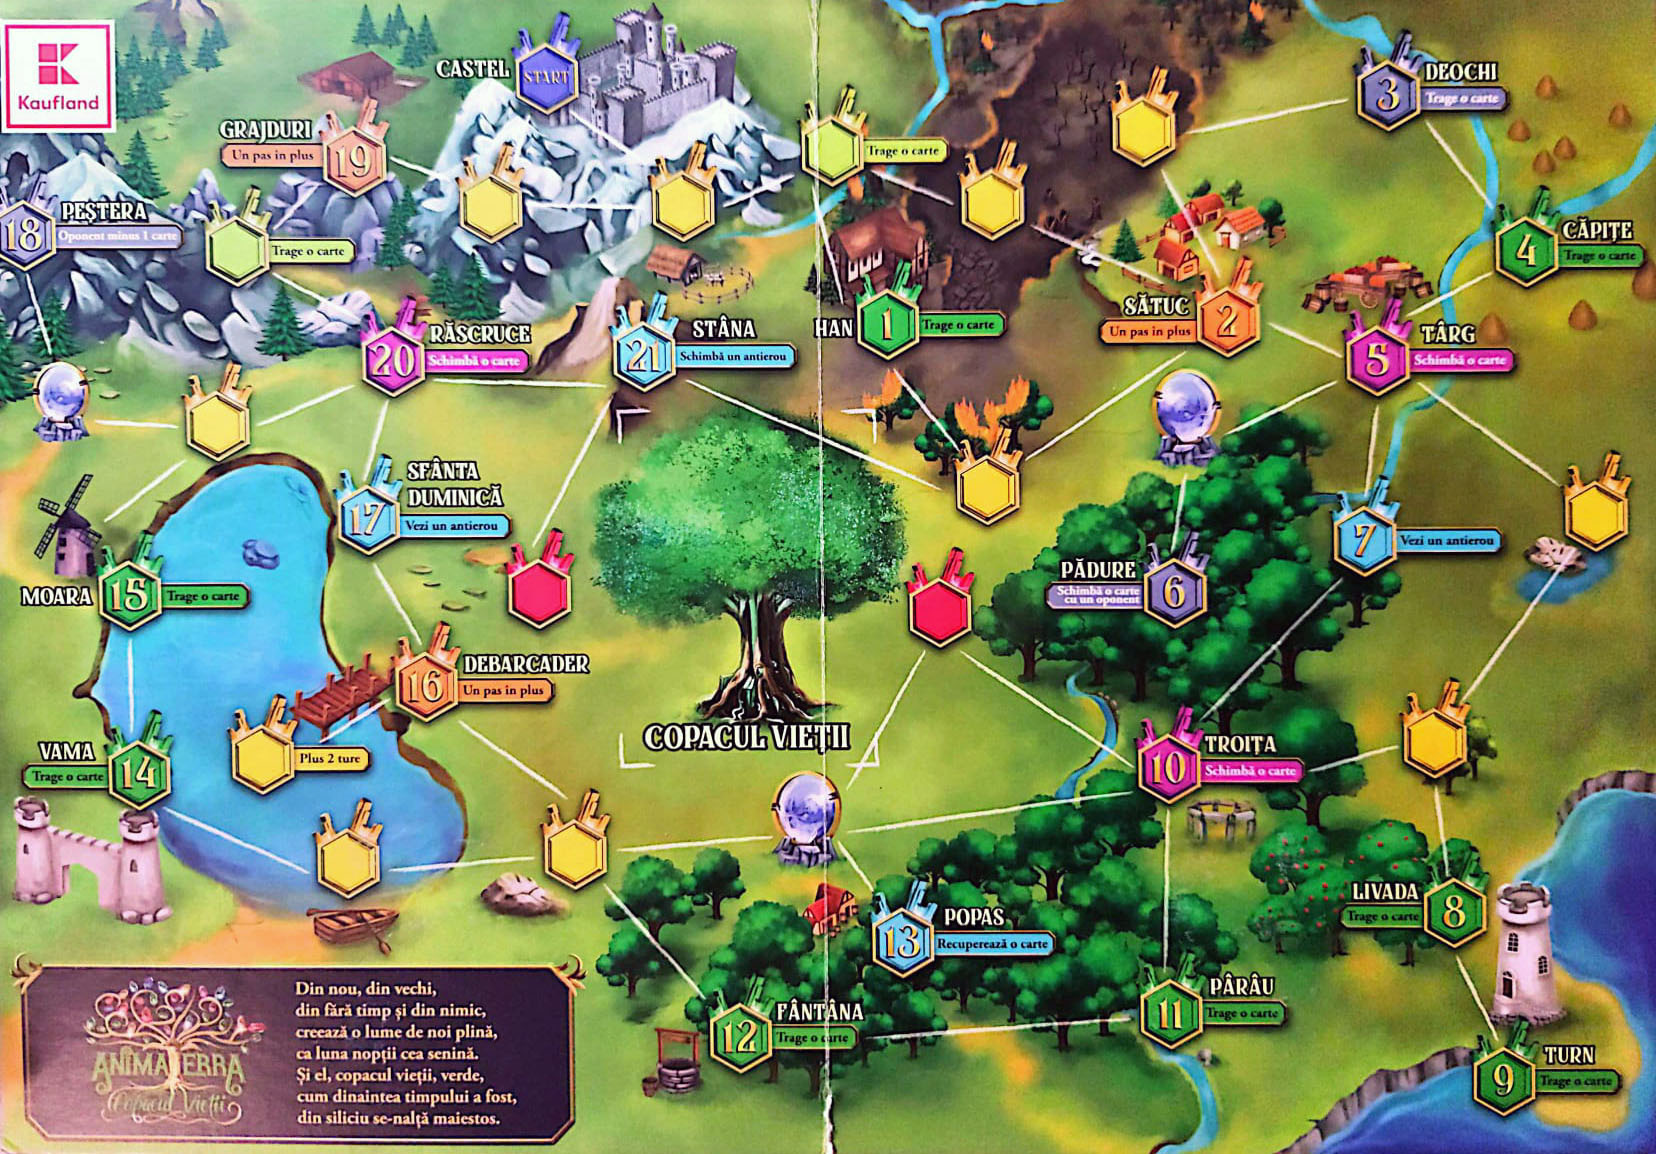 Kaufland
CASTEL
START
DEOCHI
3
Trage o carte
GRAJDURI
Un pas in plus
19
Trage o carte
PEȘTERA
18
Oponent minus 1 carte
Trage o carte
CĂPIȚE
4
Trage o carte
RĂSCRUCE
20
Schimbă o carte
STÂNA
21
Schimbă un antierou
HAN
1
Trage o carte
SĂTUC
Un pas in plus
2
TÂRG
5
Schimbă o carte
SFÂNTA
DUMINICĂ
17
Vezi un antierou
7
Vezi un antierou
MOARA
15
Trage o carte
PĂDURE
Schimbă o carte
cu un oponent
6
DEBARCADER
16
Un pas in plus
Plus 2 ture
COPACUL VIEȚII
TROIȚA
10
Schimbă o carte
VAMA
Trage o carte
14
LIVADA
Trage o carte
8
POPAS
13
Recuperează o carte
FÂNTÂNA
12
Trage o carte
PÂRÂU
11
Trage o carte
TURN
9
Trage o carte
ANIMATERRA
Copacul Vieții
Din nou, din vechi,
din fără timp și din nimic,
creează o lume de noi plină,
ca luna nopții cea senină.
Și el, copacul vieții, verde,
cum dinaintea timpului a fost,
din siliciu se-nalță maiestos.